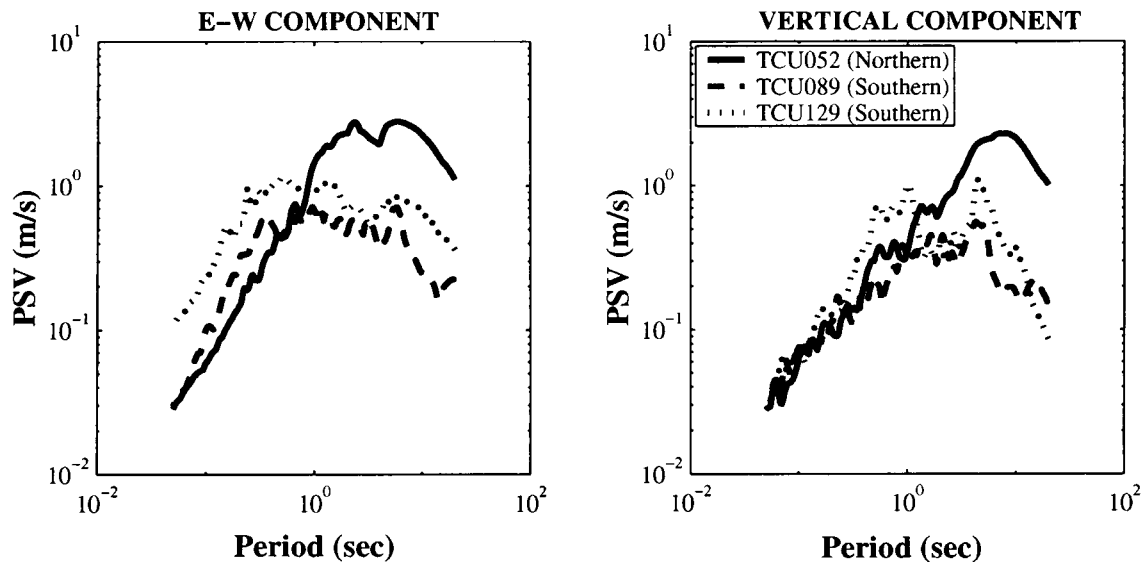 E-W COMPONENT
10^1
10^0
10^-1
10^-2
PSV (m/s)
10^-2
10^0
10^2
Period (sec)
VERTICAL COMPONENT
TCU052 (Northern)
TCU089 (Southern)
TCU129 (Southern)
10^1
10^0
10^-1
10^-2
PSV (m/s)
10^-2
10^0
10^2
Period (sec)